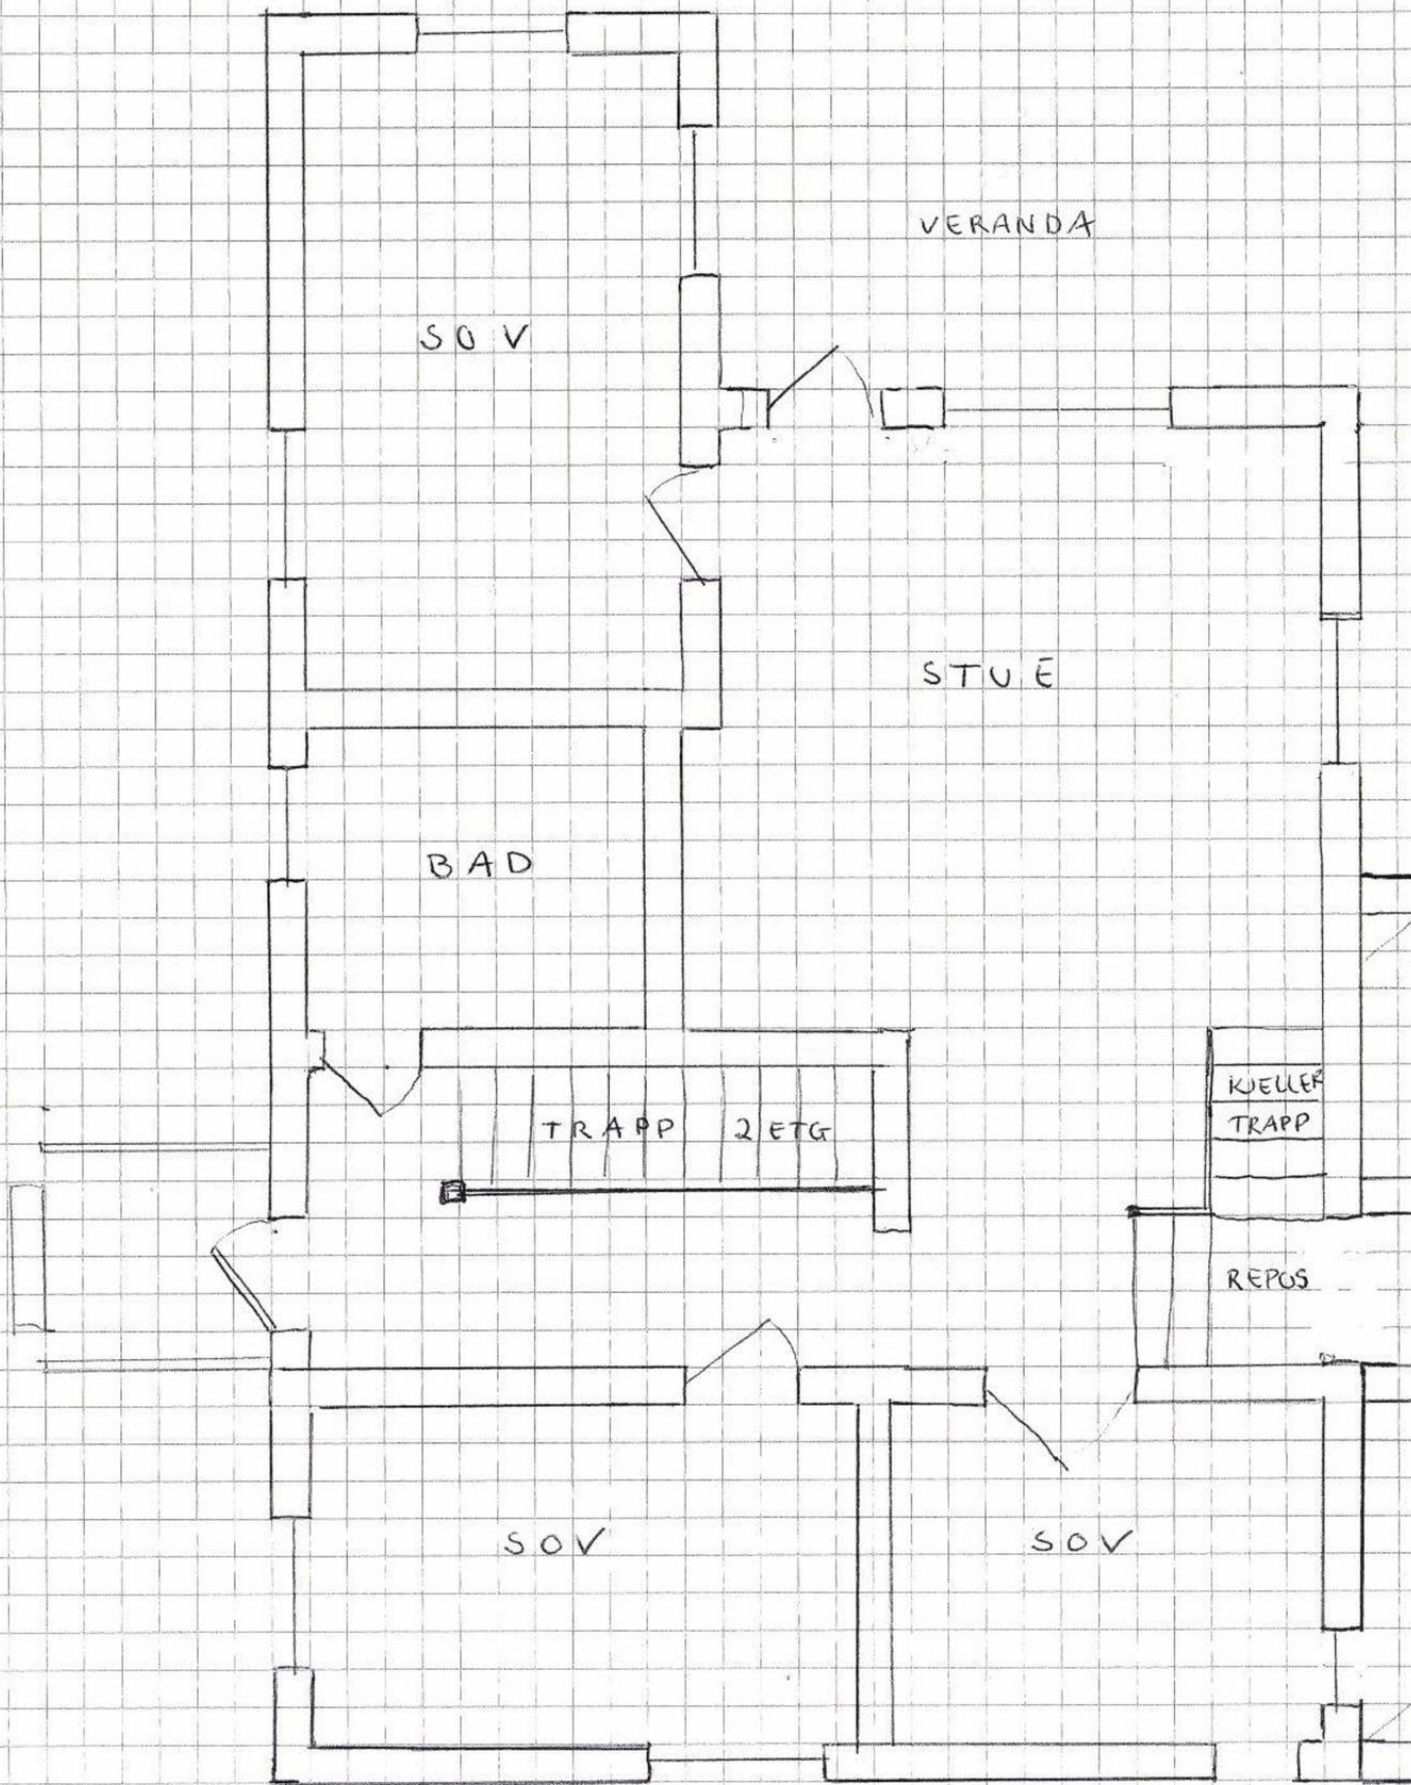 VERANDA
SOV
STUE
BAD
KJELLER
TRAPP
TRAPP 2 ETG
REPOS
SOV
SOV